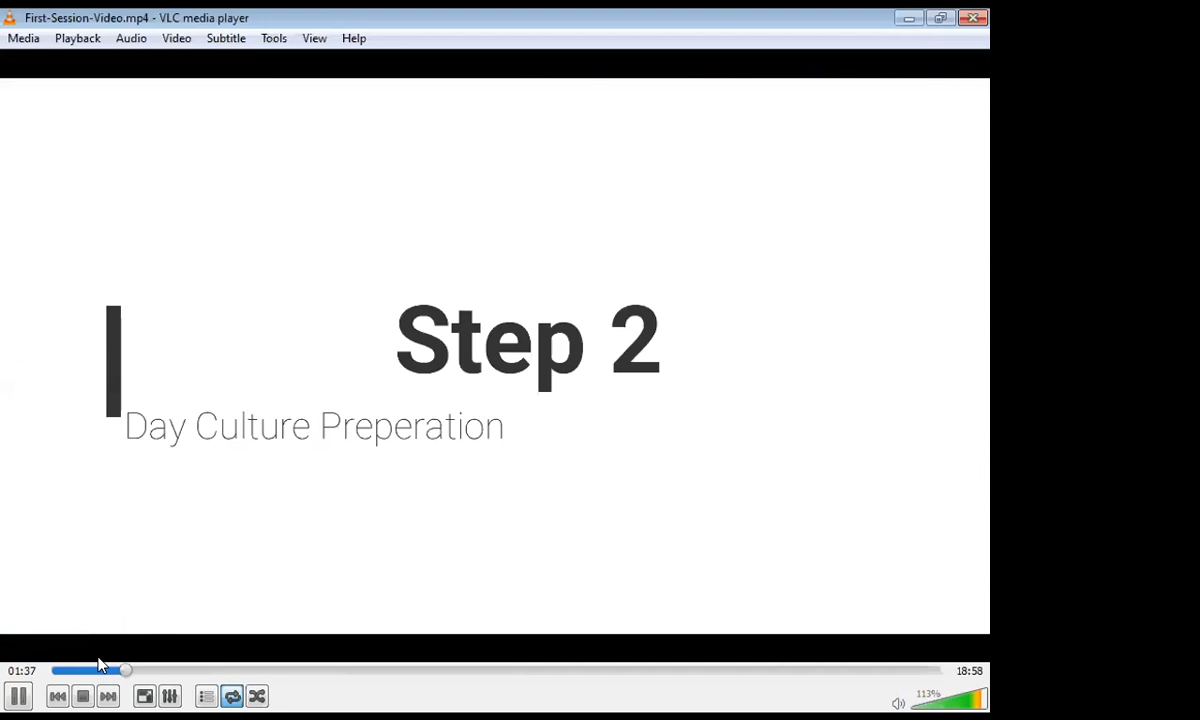 First-Session-Video.mp4 - VLC media player
Media Playback Audio Video Subtitle Tools View Help
Step 2
Day Culture Preperation
01:37
18:58
113%